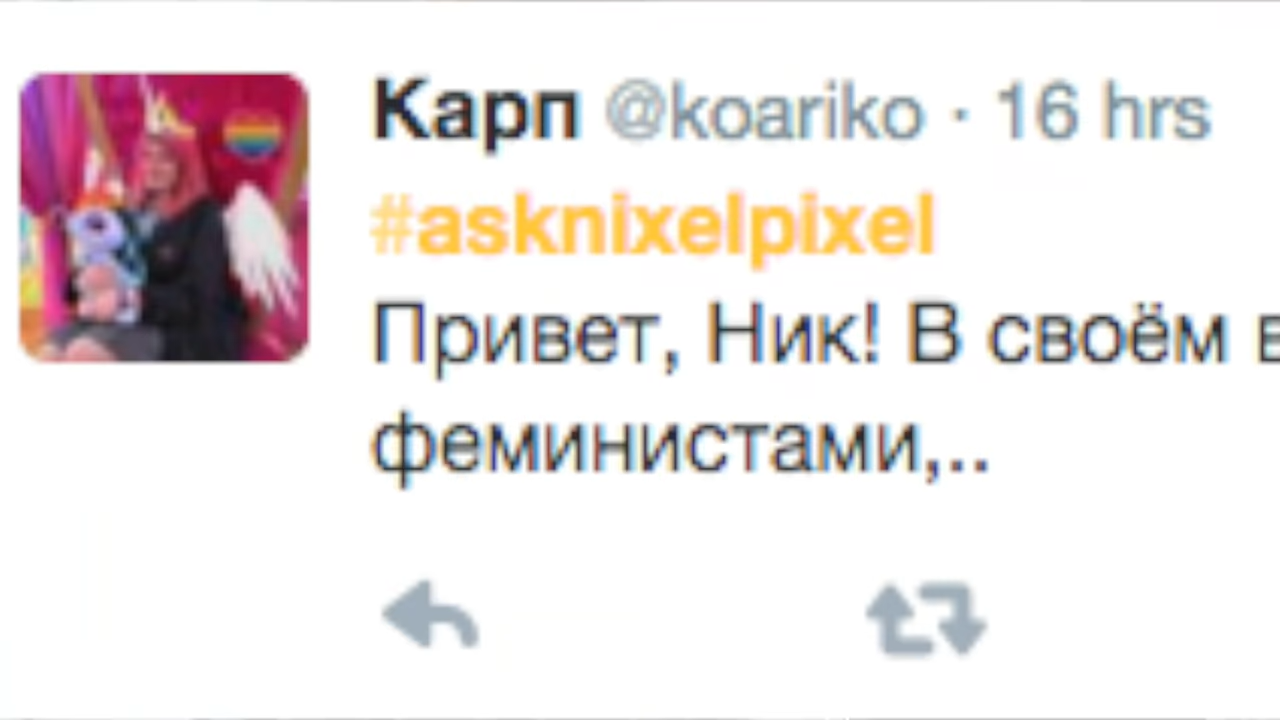 Карп @koariko · 16 hrs
#asknixelpixel
Привет, Ник! В своём в
феминистами,..